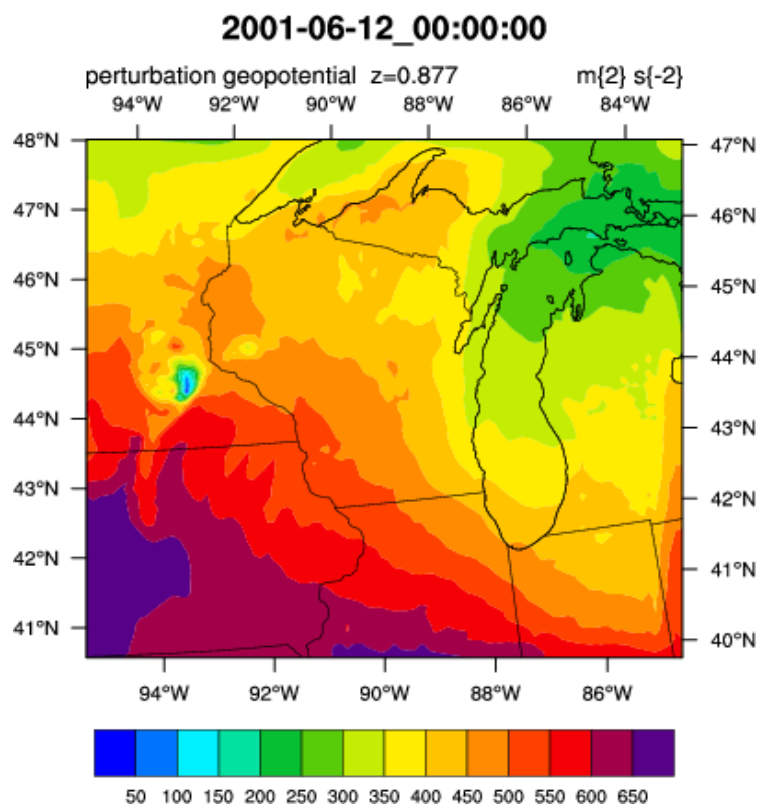 2001-06-12_00:00:00
perturbation geopotential z=0.877 m{2} s{-2}
94°W 92°W 90°W 88°W 86°W 84°W
48°N 47°N
47°N 46°N
46°N 45°N
45°N 44°N
44°N 43°N
43°N 42°N
42°N 41°N
41°N 40°N
94°W 92°W 90°W 88°W 86°W
50 100 150 200 250 300 350 400 450 500 550 600 650